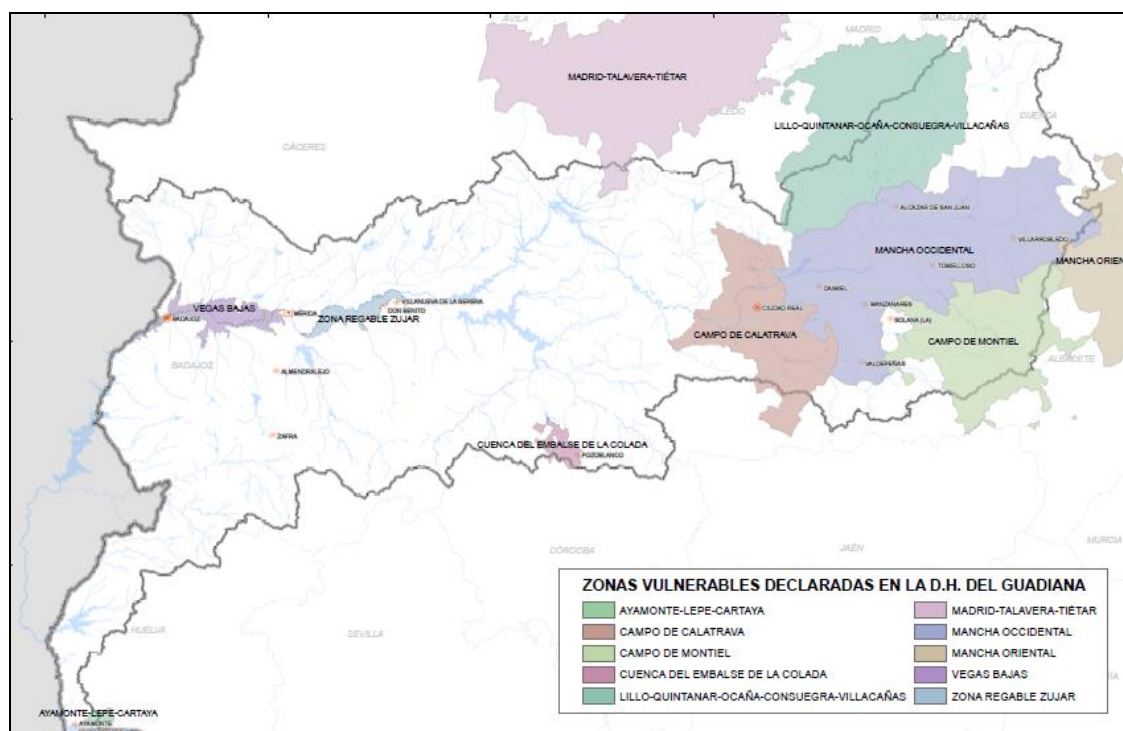 ÁVILA
MADRID
GUADALAJARA
MADRID-TALAVERA-TIÉTAR
TOLEDO
LILLO-QUINTANAR-OCAÑA-CONSUEGRA-VILLACAÑAS
CUENCA
CÁCERES
ALCÁZAR DE SAN JUAN
VILLARROBLEDO
MANCHA OCCIDENTAL
MANCHA ORIEN
TOMELLOSO
DAIMIEL
VEGAS BAJAS
VILLANUEVA DE LA SERENA
DON BENITO
MÉRIDA
BADAJOZ
ZONA REGABLE ZUJAR
CIUDAD REAL
MANZANARES
SOLANA (LA)
CAMPO DE CALATRAVA
CAMPO DE MONTIEL
ALBACETE
BADAJOZ
ALMENDRALEJO
VALDEPEÑAS
ZAFRA
CUENCA DEL EMBALSE DE LA COLADA
POZOBLANCO
CÓRDOBA
JAÉN
MURCIA
HUELVA
SEVILLA
AYAMONTE-LEPE-CARTAYA
AYAMONTE
ZONAS VULNERABLES DECLARADAS EN LA D.H. DEL GUADIANA
AYAMONTE-LEPE-CARTAYA
CAMPO DE CALATRAVA
CAMPO DE MONTIEL
CUENCA DEL EMBALSE DE LA COLADA
LILLO-QUINTANAR-OCAÑA-CONSUEGRA-VILLACAÑAS
MADRID-TALAVERA-TIÉTAR
MANCHA OCCIDENTAL
MANCHA ORIENTAL
VEGAS BAJAS
ZONA REGABLE ZUJAR